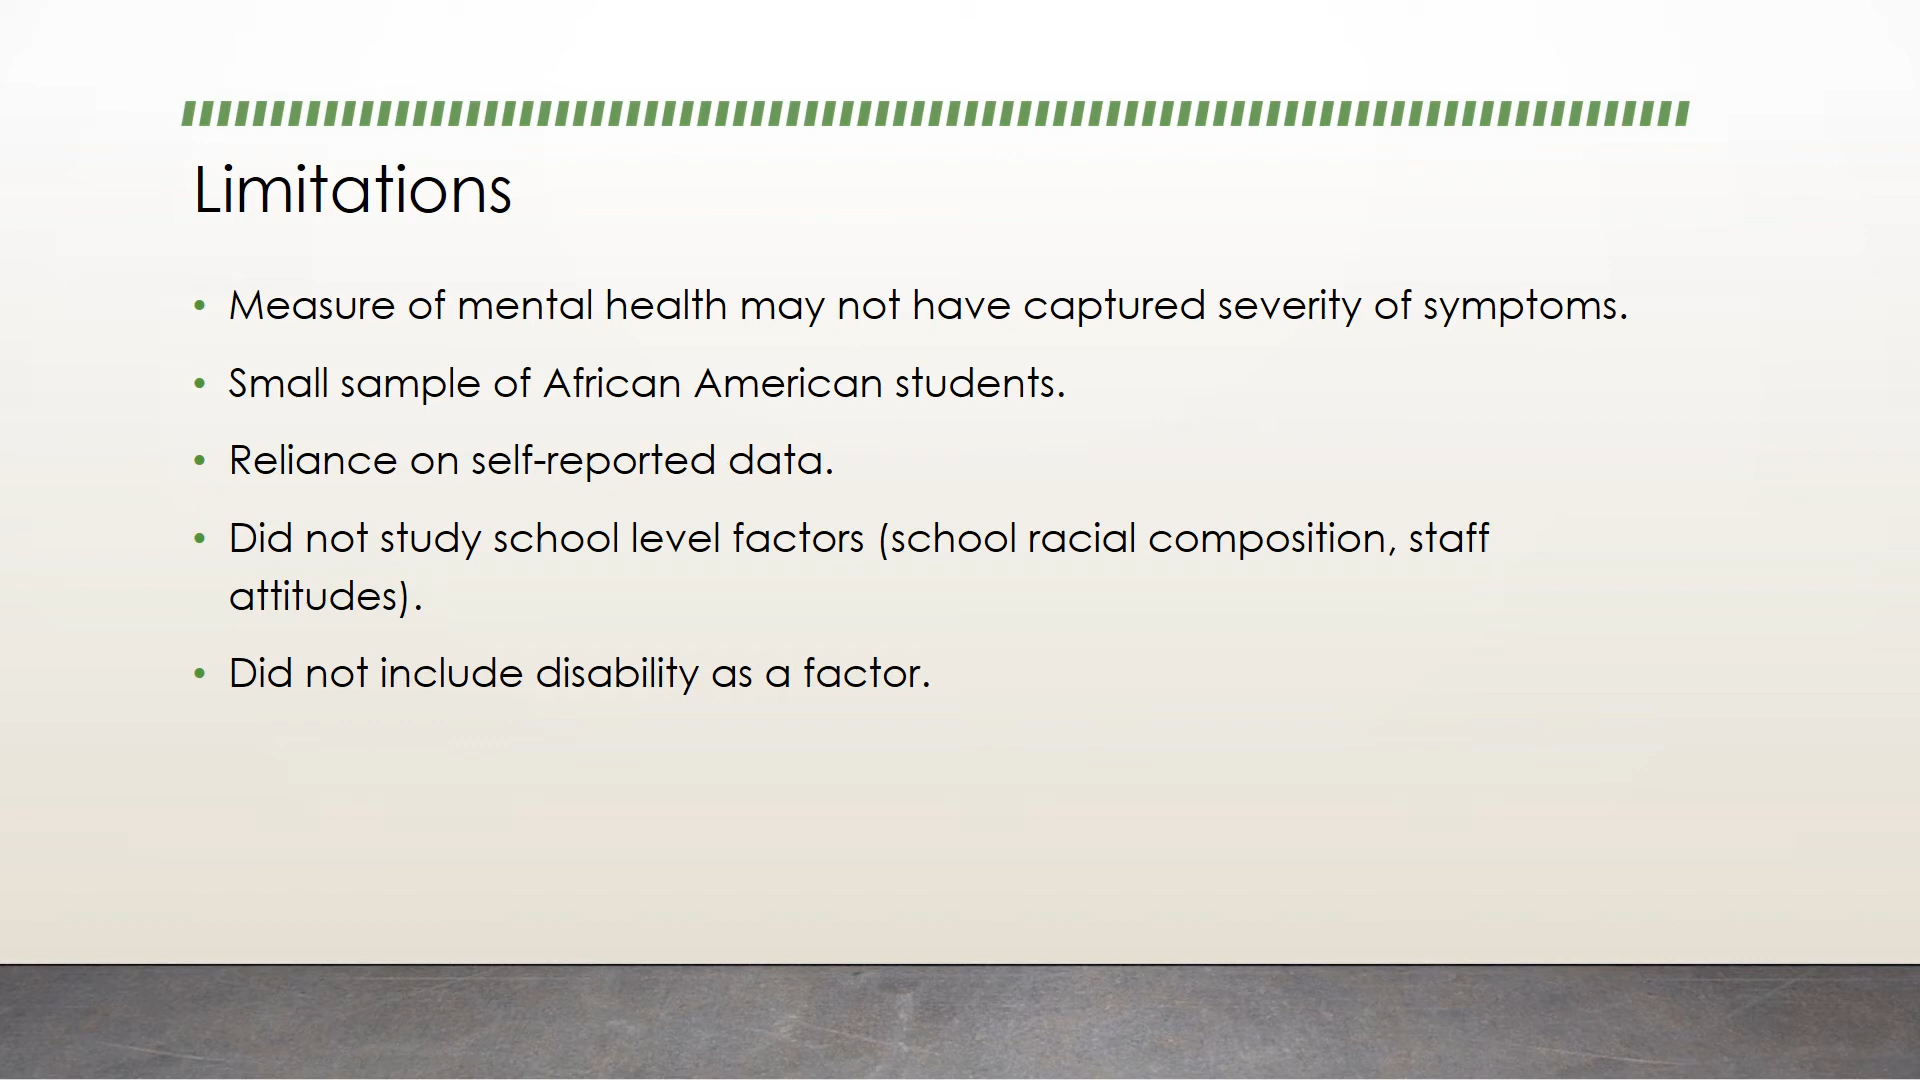 Limitations
• Measure of mental health may not have captured severity of symptoms.
• Small sample of African American students.
• Reliance on self-reported data.
• Did not study school level factors (school racial composition, staff
attitudes).
• Did not include disability as a factor.